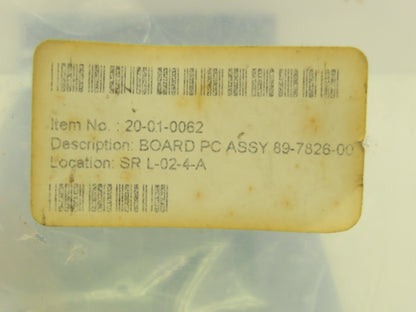 Item No. : 20-01-0062
Description: BOARD PC ASSY 89-7826-00
Location: SR L-02-4-A